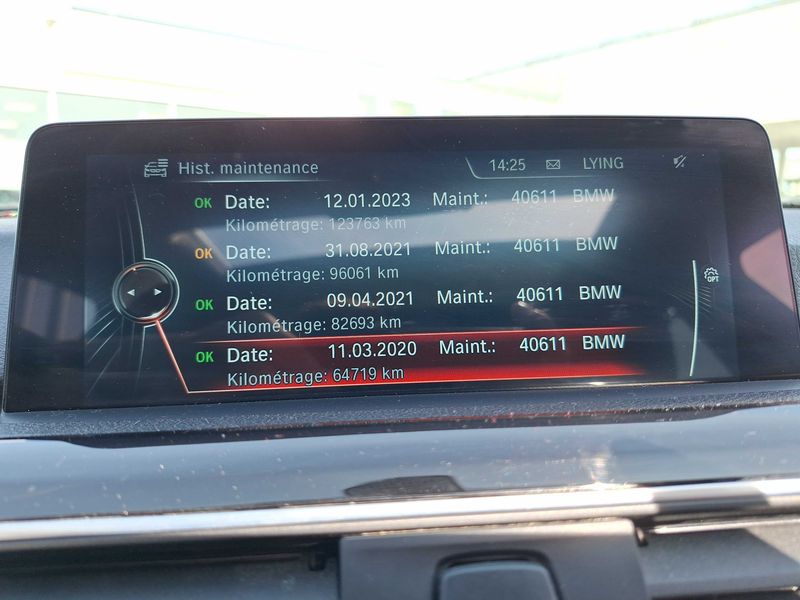 Hist. maintenance 14:25 LYING
OK Date: 12.01.2023 Maint.: 40611 BMW
Kilométrage: 123763 km
OK Date: 31.08.2021 Maint.: 40611 BMW
Kilométrage: 96061 km
OK Date: 09.04.2021 Maint.: 40611 BMW
Kilométrage: 82693 km
OK Date: 11.03.2020 Maint.: 40611 BMW
Kilométrage: 64719 km
OPT